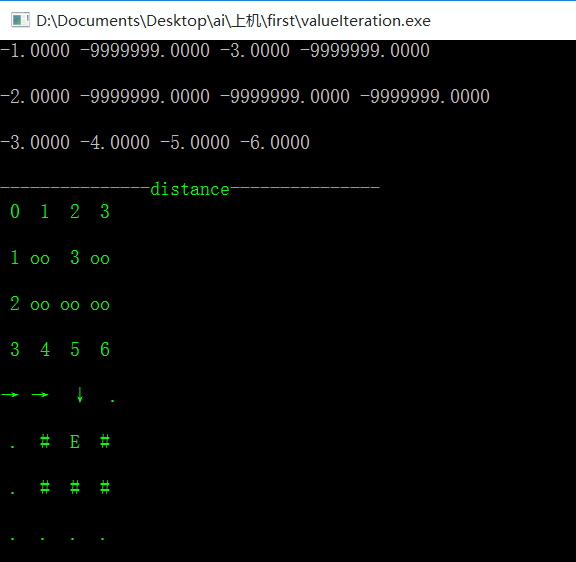 D:\Documents\Desktop\ai\上机\first\valueIteration.exe
-1.0000 -9999999.0000 -3.0000 -9999999.0000
-2.0000 -9999999.0000 -9999999.0000 -9999999.0000
-3.0000 -4.0000 -5.0000 -6.0000
---------------distance---------------
0 1 2 3
1 oo 3 oo
2 oo oo oo
3 4 5 6
→ → ↓ .
. # E #
. # # #
. . . .